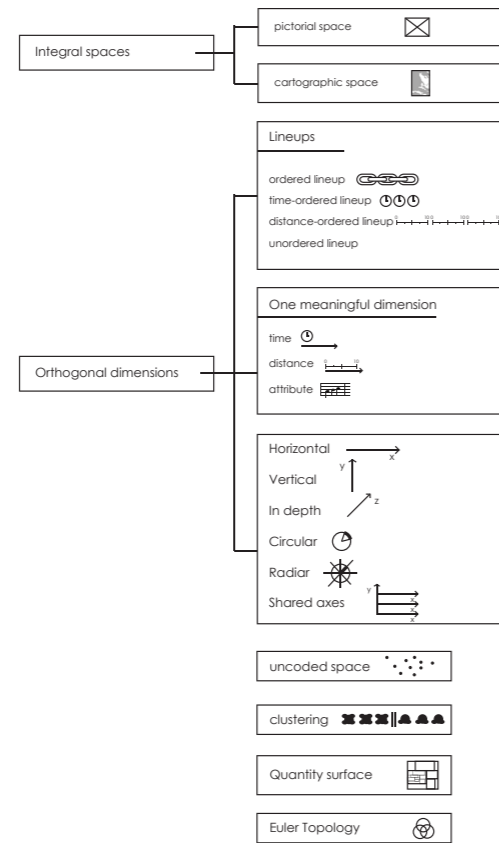 Integral spaces
pictorial space
cartographic space
Orthogonal dimensions
Lineups
ordered lineup
time-ordered lineup
distance-ordered lineup
unordered lineup
One meaningful dimension
time
distance
attribute
Horizontal x
Vertical y
In depth z
Circular
Radiar
Shared axes y x x x
uncoded space
clustering
Quantity surface
Euler Topology